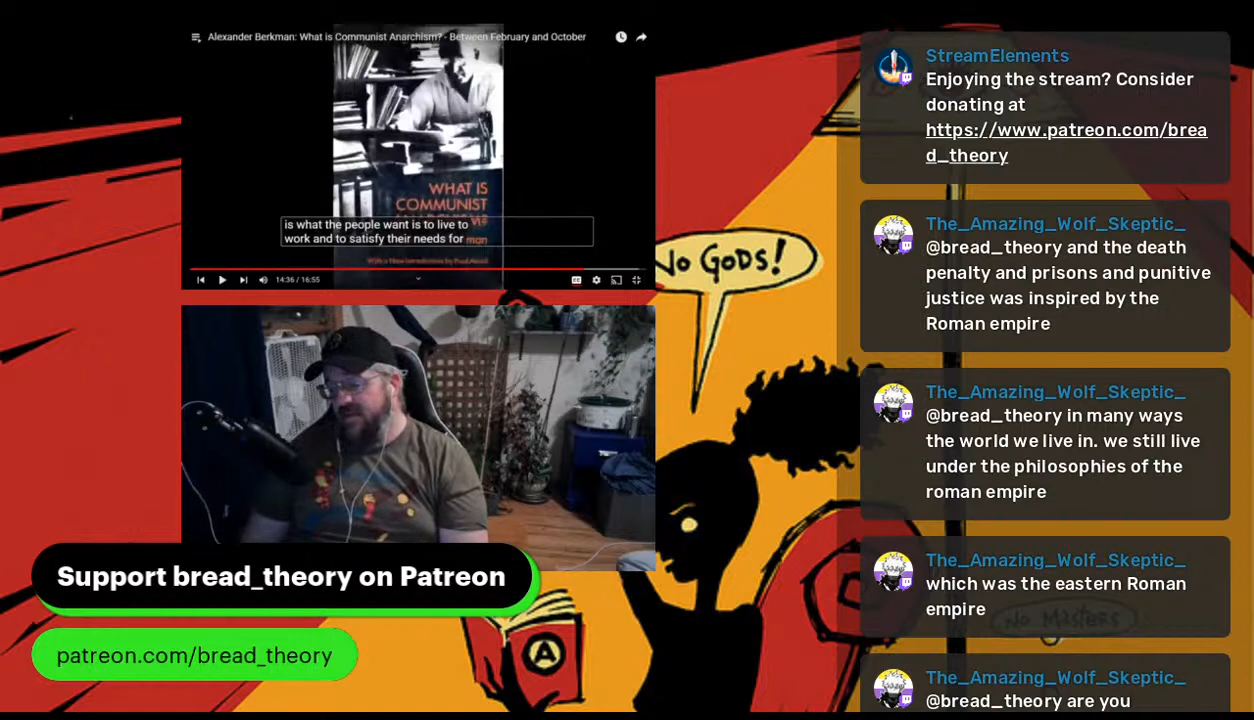 Alexander Berkman: What is Communist Anarchism? - Between February and October
WHAT IS
COMMUNIST
is what the people want is to live to
work and to satisfy their needs for
14:36 / 16:55
No GoDs!
Support bread_theory on Patreon
patreon.com/bread_theory
A
No MASTers
StreamElements
Enjoying the stream? Consider
donating at
https://www.patreon.com/brea
d_theory
The_Amazing_Wolf_Skeptic_
@bread_theory and the death
penalty and prisons and punitive
justice was inspired by the
Roman empire
The_Amazing_Wolf_Skeptic_
@bread_theory in many ways
the world we live in. we still live
under the philosophies of the
roman empire
The_Amazing_Wolf_Skeptic_
which was the eastern Roman
empire
The_Amazing_Wolf_Skeptic_
@bread_theory are you